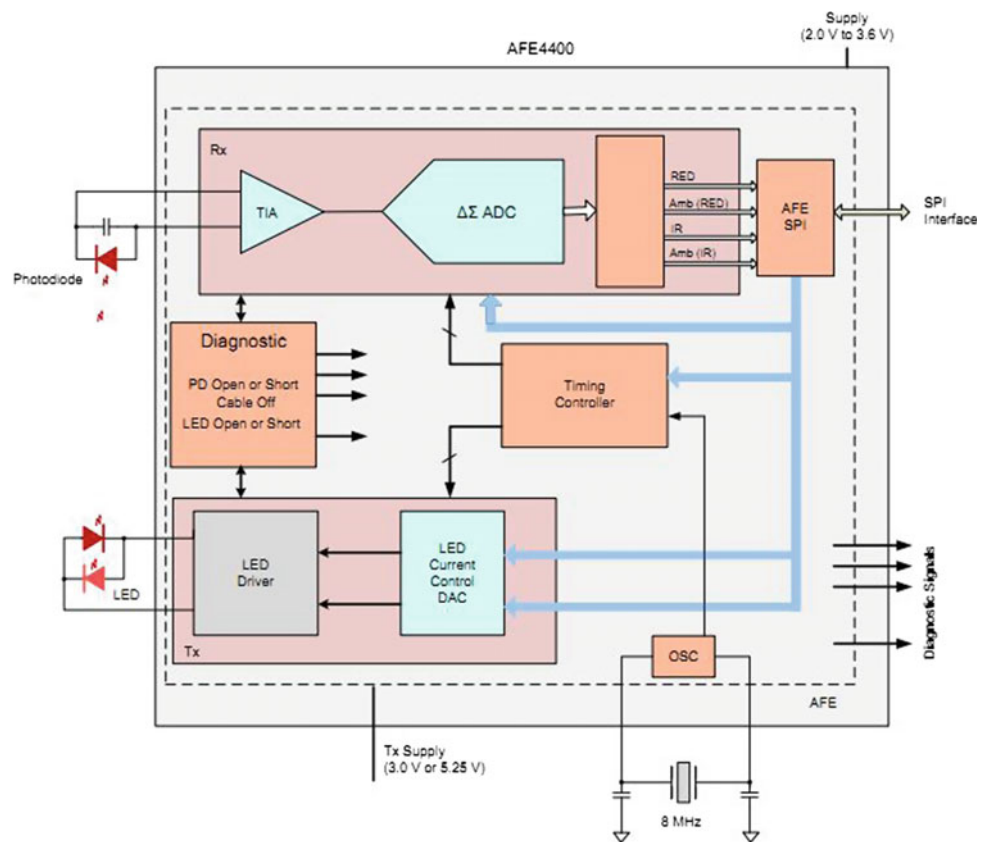 Supply
(2.0 V to 3.6 V)
AFE4400
Rx
TIA
ΔΣ ADC
RED
Amb (RED)
IR
Amb (IR)
AFE
SPI
SPI
Interface
Photodiode
Diagnostic
PD Open or Short
Cable Off
LED Open or Short
Timing
Controller
LED
LED
Driver
LED
Current
Control
DAC
Tx
OSC
Diagnostic Signals
AFE
Tx Supply
(3.0 V or 5.25 V)
8 MHz